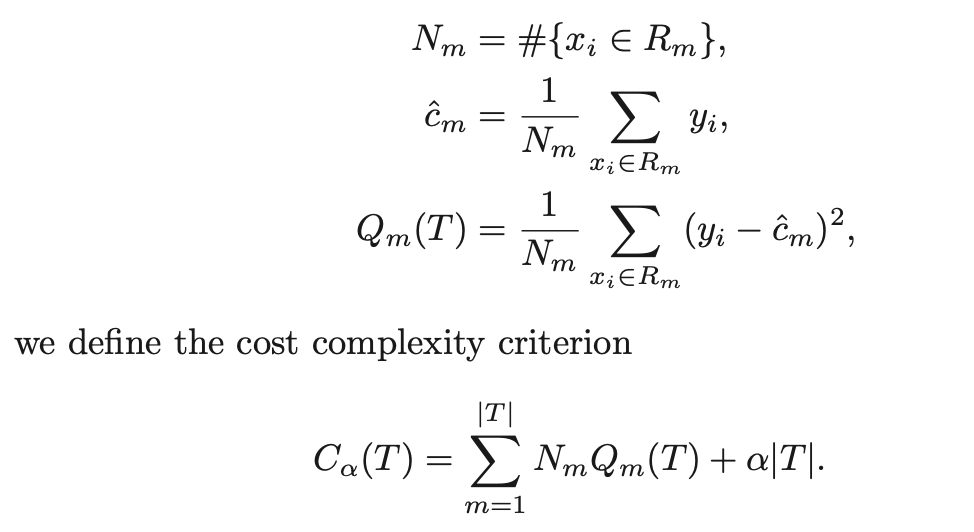 $N_m = \#\{x_i \in R_m\},$
$\hat{c}_m = \frac{1}{N_m} \sum_{x_i \in R_m} y_i,$
$Q_m(T) = \frac{1}{N_m} \sum_{x_i \in R_m} (y_i - \hat{c}_m)^2,$
we define the cost complexity criterion
$C_\alpha(T) = \sum_{m=1}^{|T|} N_m Q_m(T) + \alpha|T|.$